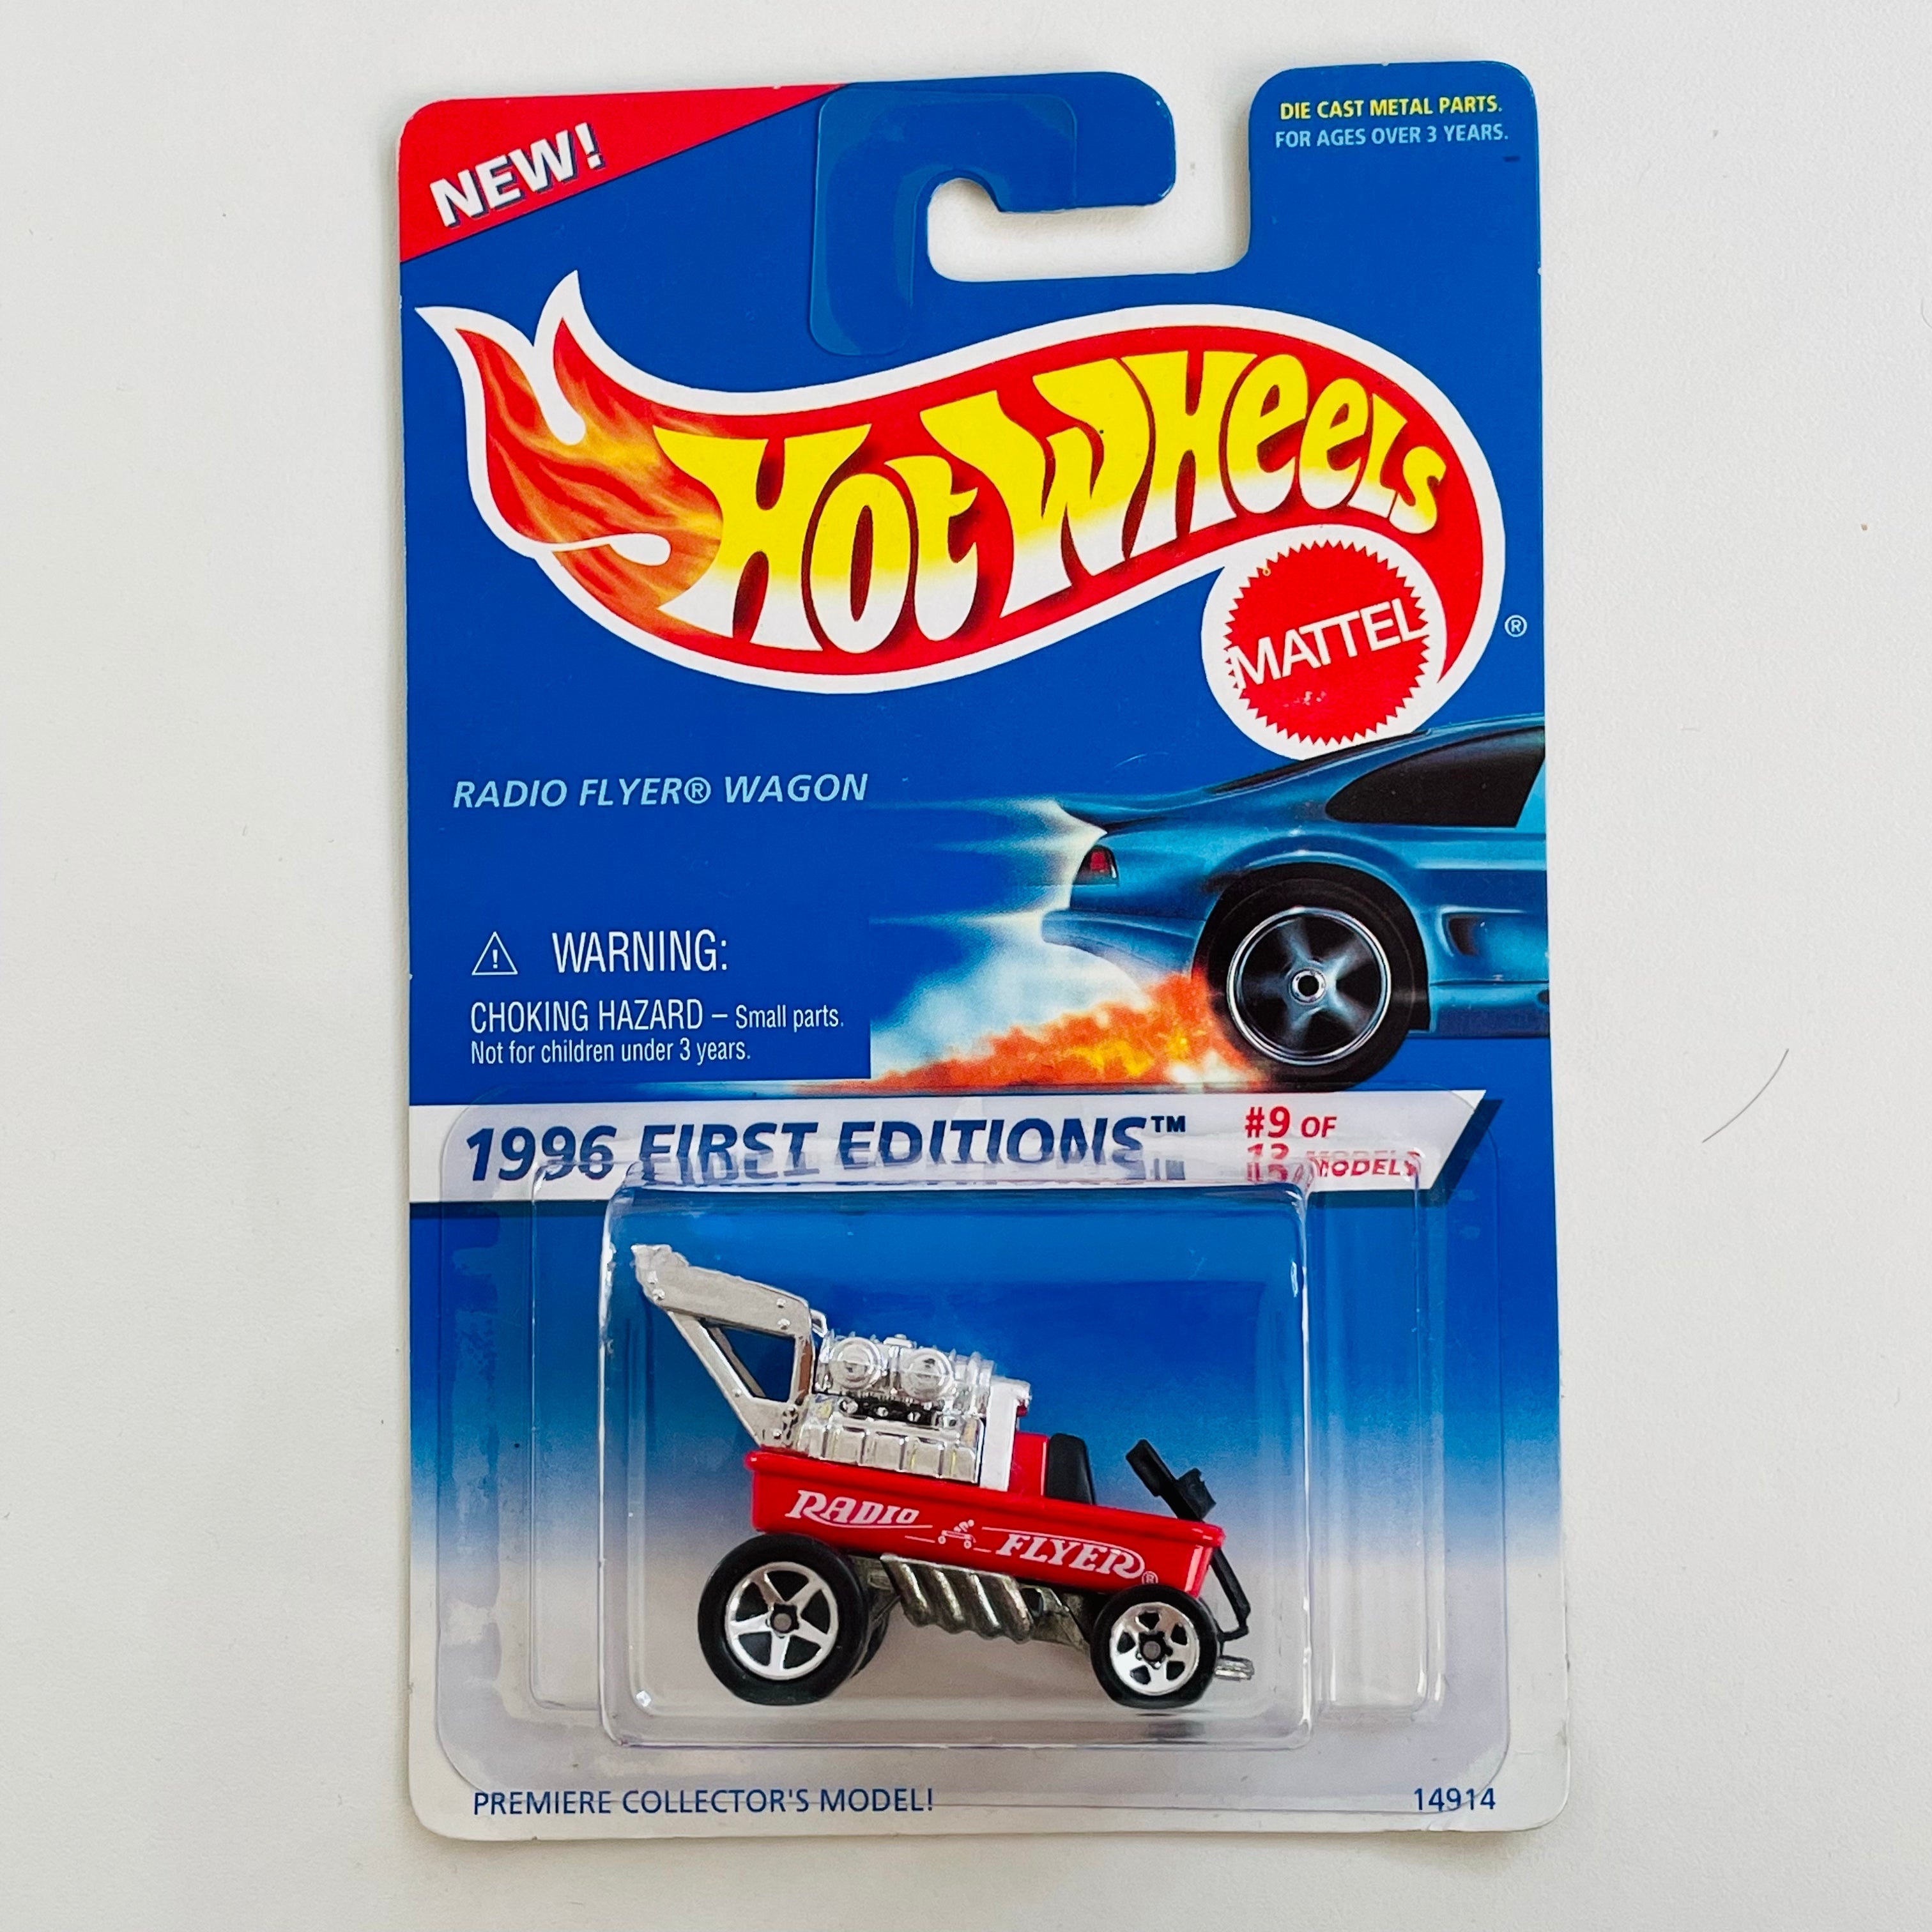 NEW!
DIE CAST METAL PARTS.
FOR AGES OVER 3 YEARS.
HOT WHEELS
MATTEL
®
RADIO FLYER® WAGON
⚠ WARNING:
CHOKING HAZARD – Small parts.
Not for children under 3 years.
1996 FIRST EDITIONS™
#9 OF
12 MODELS
RADIO FLYER®
PREMIERE COLLECTOR'S MODEL!
14914